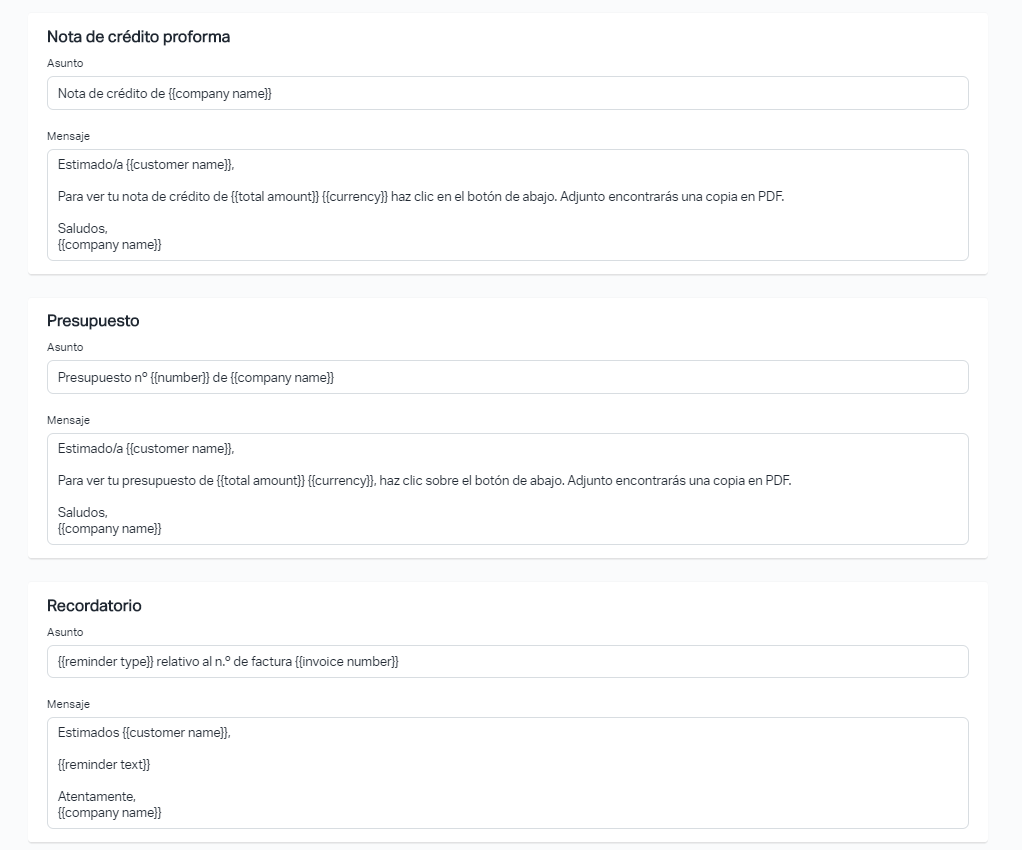 Nota de crédito proforma
Asunto
Nota de crédito de {{company name}}
Mensaje
Estimado/a {{customer name}},
Para ver tu nota de crédito de {{total amount}} {{currency}} haz clic en el botón de abajo. Adjunto encontrarás una copia en PDF.
Saludos,
{{company name}}
Presupuesto
Asunto
Presupuesto nº {{number}} de {{company name}}
Mensaje
Estimado/a {{customer name}},
Para ver tu presupuesto de {{total amount}} {{currency}}, haz clic sobre el botón de abajo. Adjunto encontrarás una copia en PDF.
Saludos,
{{company name}}
Recordatorio
Asunto
{{reminder type}} relativo al n.º de factura {{invoice number}}
Mensaje
Estimados {{customer name}},
{{reminder text}}
Atentamente,
{{company name}}